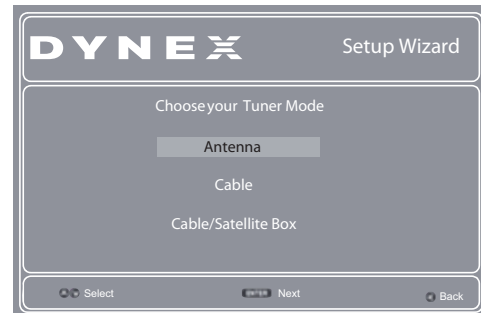 DYNEX Setup Wizard
Choose your Tuner Mode
Antenna
Cable
Cable/Satellite Box
Select ENTER Next Back